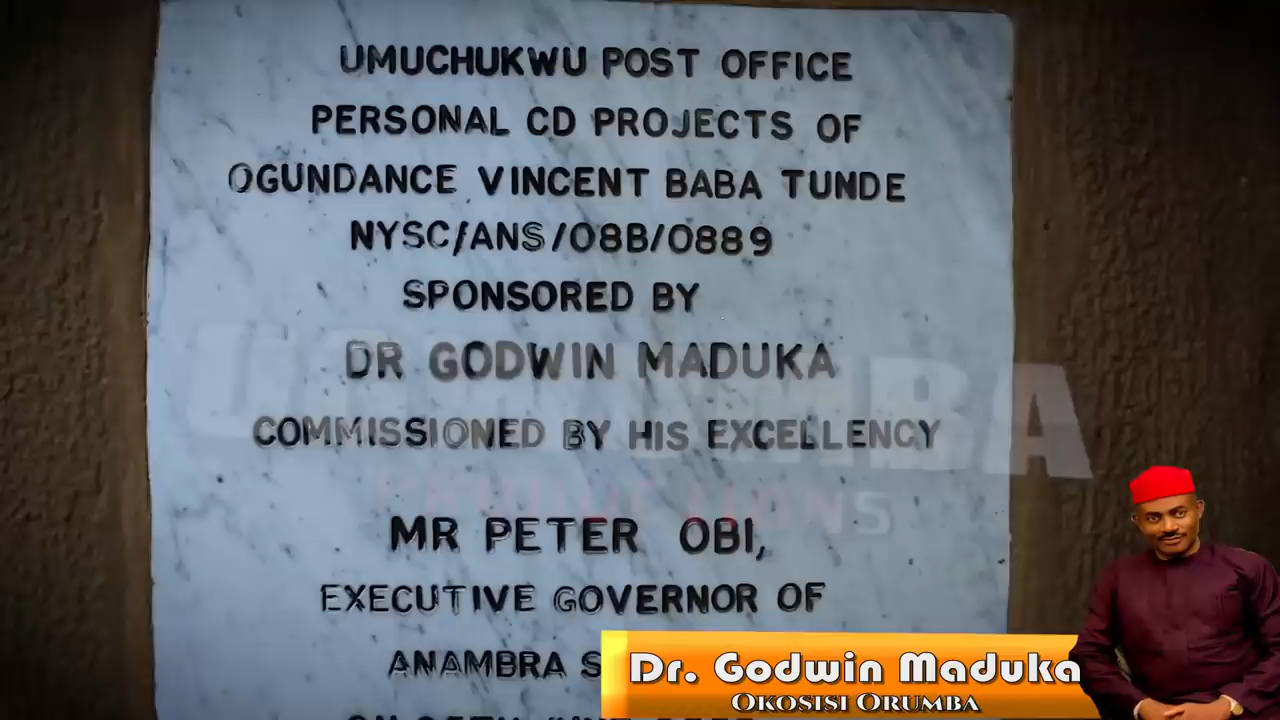 UMUCHUKWU POST OFFICE
PERSONAL CD PROJECTS OF
OGUNDANCE VINCENT BABA TUNDE
NYSC/ANS/08B/0889
SPONSORED BY
DR GODWIN MADUKA
COMMISSIONED BY HIS EXCELLENCY
MR PETER OBI,
EXECUTIVE GOVERNOR OF
ANAMBRA S
Dr. Godwin Maduka
OKOSISI ORUMBA